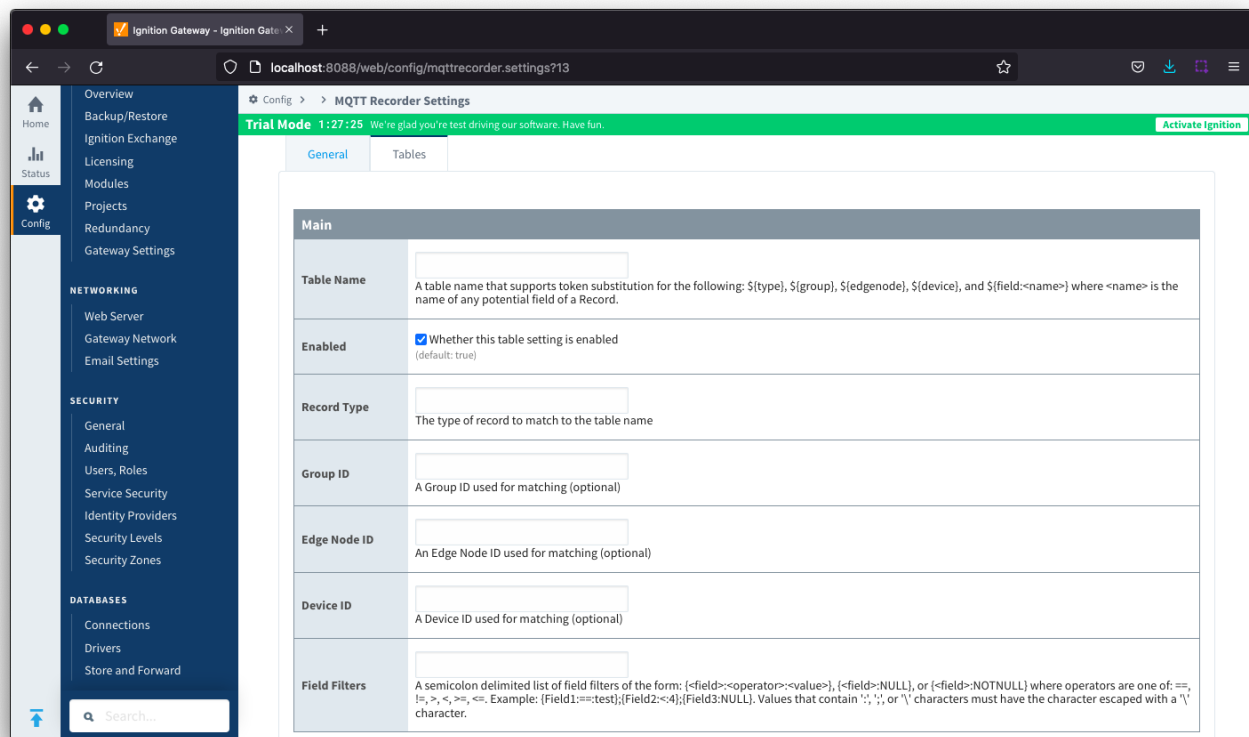 Ignition Gateway - Ignition Gate
localhost:8088/web/config/mqttrecorder.settings?13
Home
Status
Config
Overview
Backup/Restore
Ignition Exchange
Licensing
Modules
Projects
Redundancy
Gateway Settings
NETWORKING
Web Server
Gateway Network
Email Settings
SECURITY
General
Auditing
Users, Roles
Service Security
Identity Providers
Security Levels
Security Zones
DATABASES
Connections
Drivers
Store and Forward
Search...
Config > > MQTT Recorder Settings
Trial Mode 1:27:25 We're glad you're test driving our software. Have fun.
Activate Ignition
General
Tables
Main
Table Name
A table name that supports token substitution for the following: ${type}, ${group}, ${edgenode}, ${device}, and ${field:<name>} where <name> is the
name of any potential field of a Record.
Enabled
Whether this table setting is enabled
(default: true)
Record Type
The type of record to match to the table name
Group ID
A Group ID used for matching (optional)
Edge Node ID
An Edge Node ID used for matching (optional)
Device ID
A Device ID used for matching (optional)
Field Filters
A semicolon delimited list of field filters of the form: {<field>:<operator>:<value>}, {<field>:NULL}, or {<field>:NOTNULL} where operators are one of: ==,
!=, >, <, >=, <=. Example: {Field1:==:test};{Field2:<:4};{Field3:NULL}. Values that contain ':', ';', or '\' characters must have the character escaped with a '\'
character.